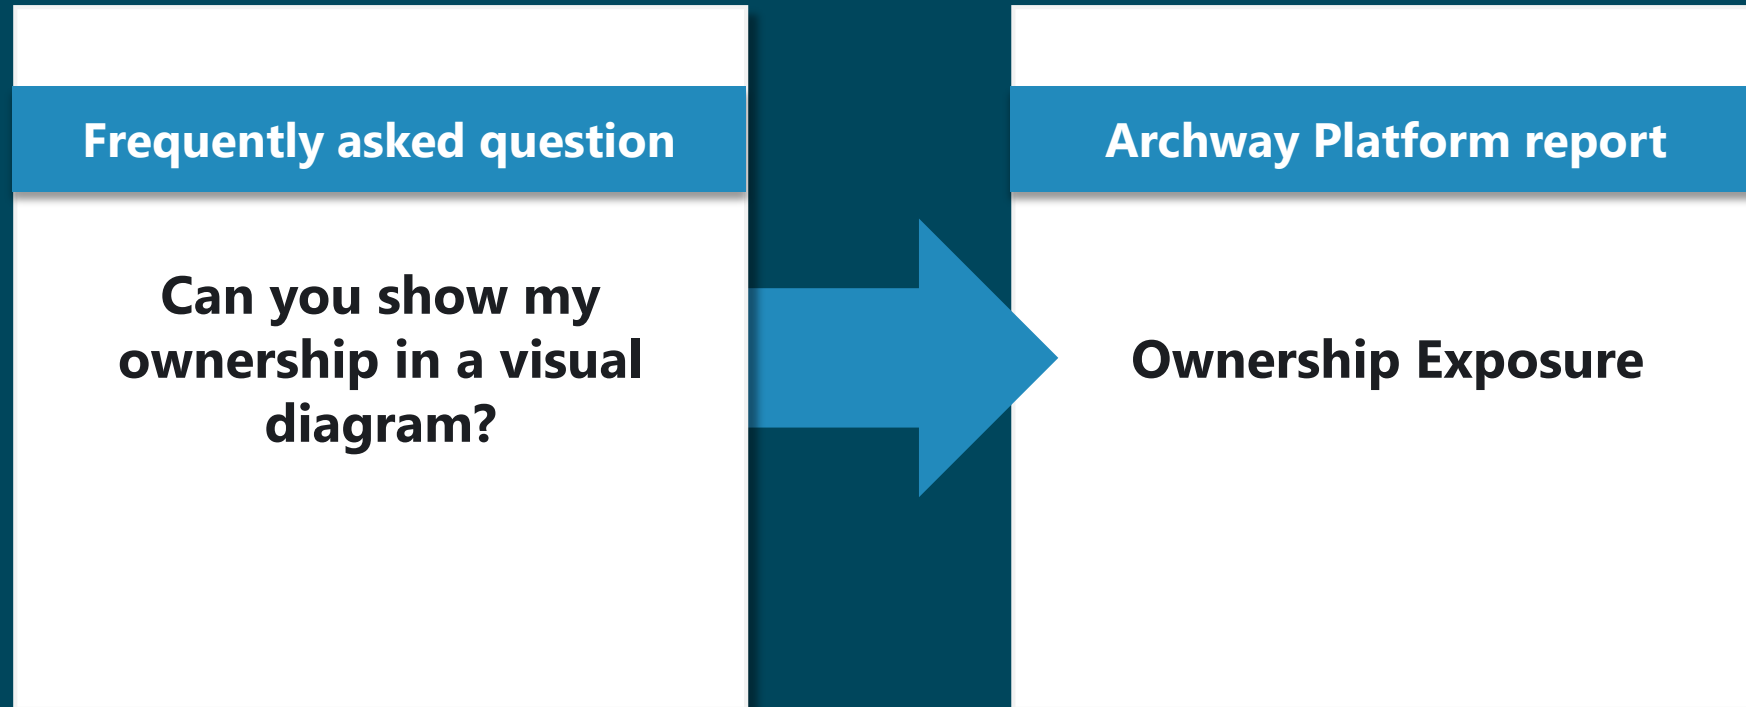 Frequently asked question
Can you show my
ownership in a visual
diagram?
Archway Platform report
Ownership Exposure